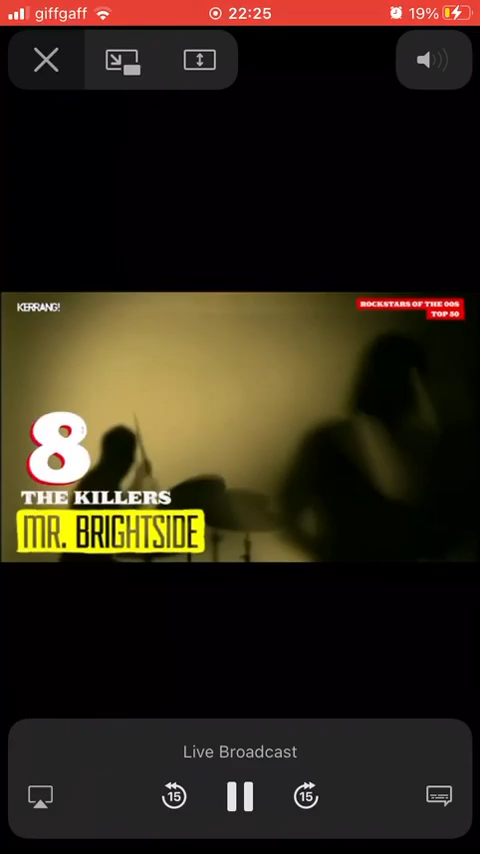 giffgaff 22:25 19%
KERRANG!
ROCKSTARS OF THE 00S
TOP 50
8
THE KILLERS
MR. BRIGHTSIDE
Live Broadcast
15 15